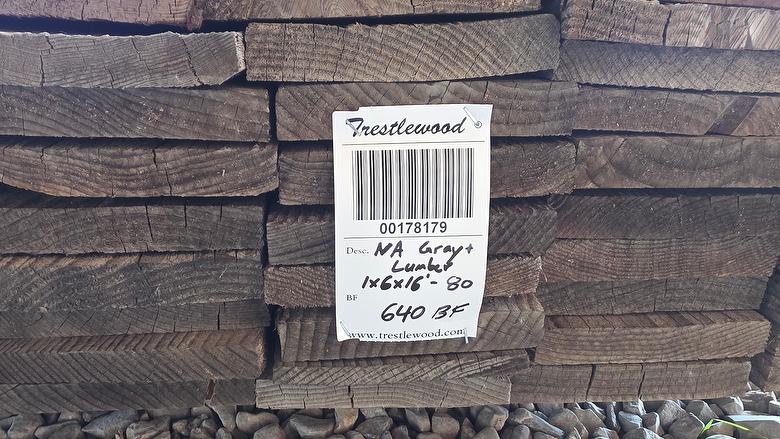 Trestlewood
00178179
Desc. NA Gray+
Lumber
1x6x16' - 80
BF
640 BF
www.trestlewood.com